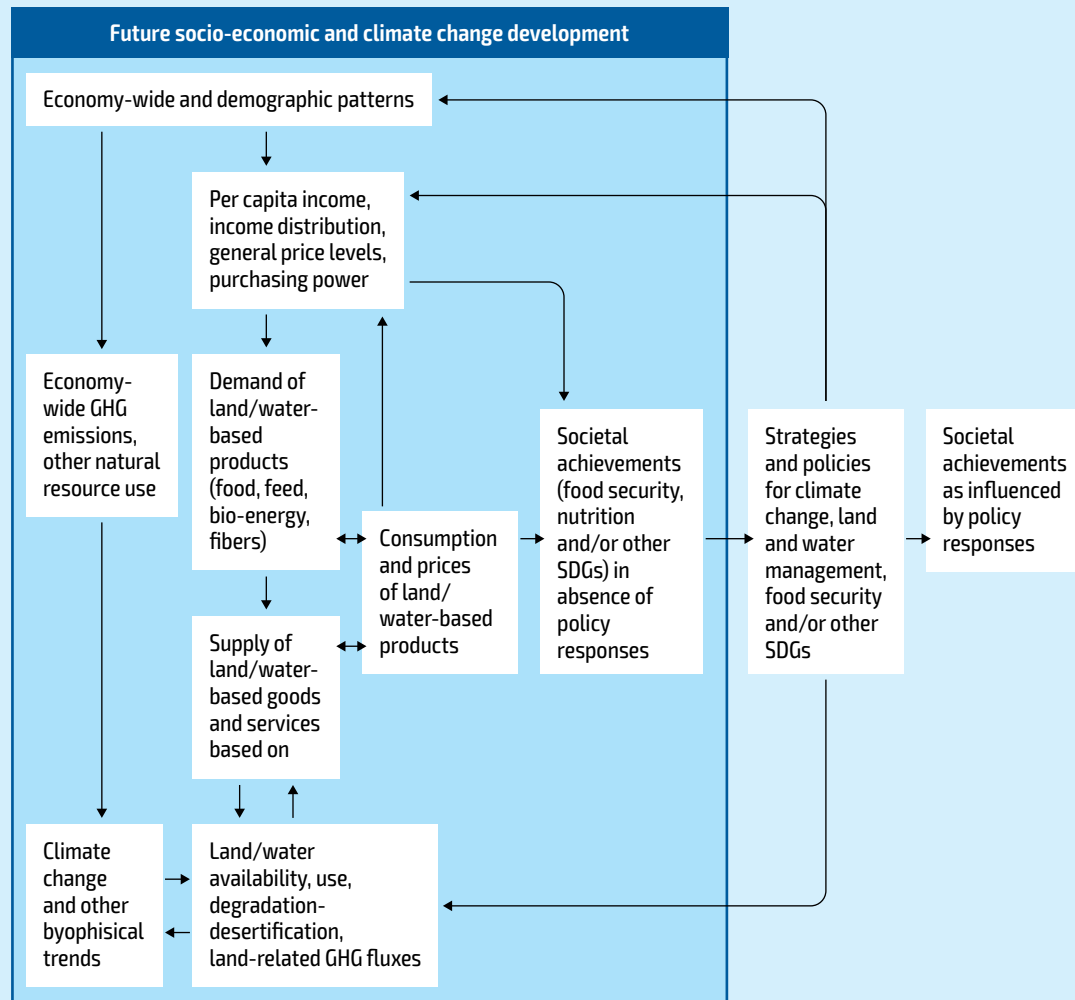 Future socio-economic and climate change development
Economy-wide and demographic patterns
Per capita income,
income distribution,
general price levels,
purchasing power
Economy-
wide GHG
emissions,
other natural
resource use
Demand of
land/water-
based
products
(food, feed,
bio-energy,
fibers)
Consumption
and prices
of land/
water-based
products
Societal
achievements
(food security,
nutrition
and/or other
SDGs) in
absence of
policy
responses
Strategies
and policies
for climate
change, land
and water
management,
food security
and/or other
SDGs
Societal
achievements
as influenced
by policy
responses
Supply of
land/water-
based goods
and services
based on
Climate
change
and other
byophisical
trends
Land/water
availability, use,
degradation-
desertification,
land-related GHG fluxes